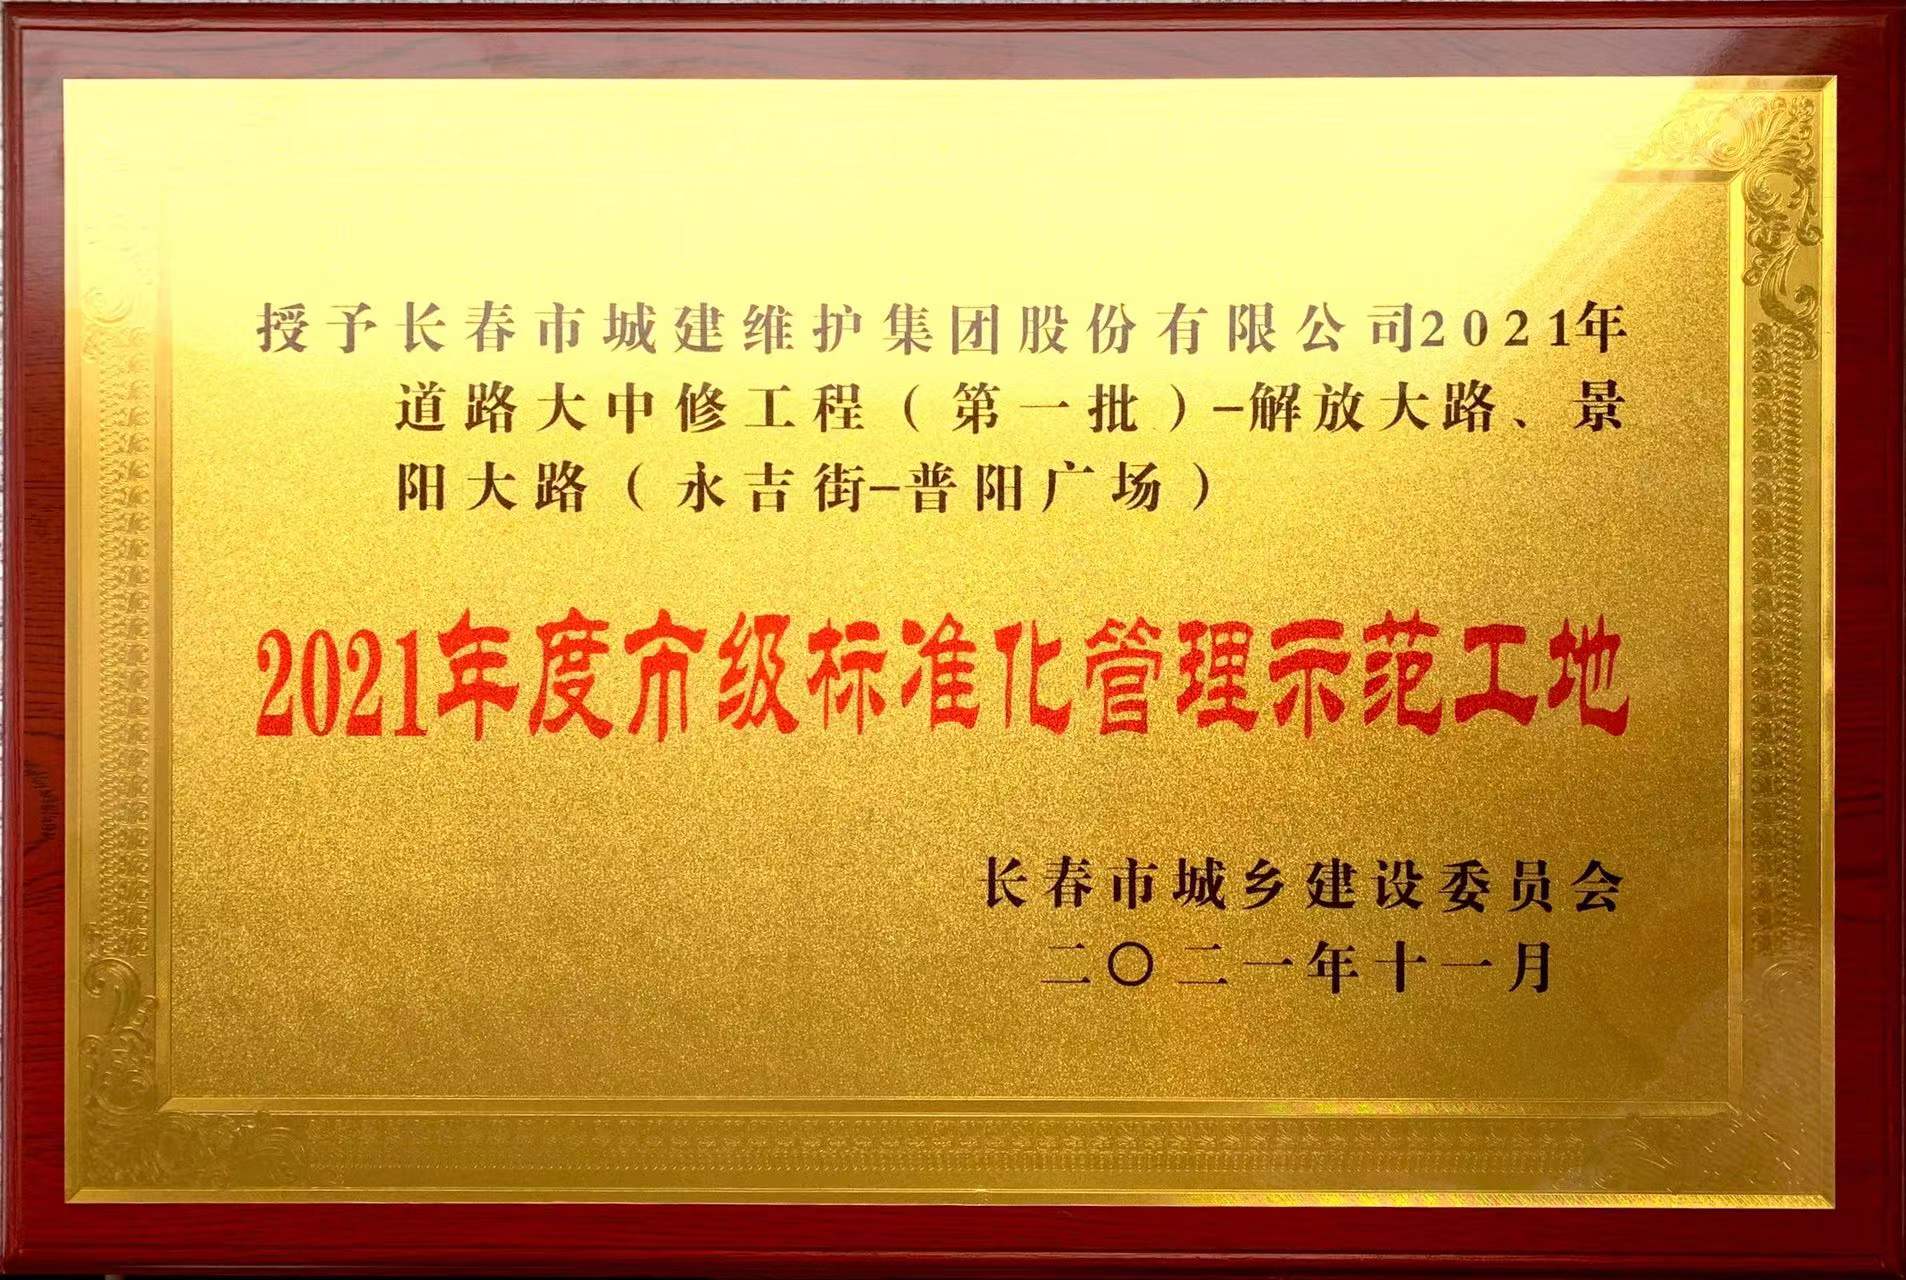 授予长春市城建维护集团股份有限公司2021年
道路大中修工程（第一批）-解放大路、景
阳大路（永吉街-普阳广场）
2021年度市级标准化管理示范工地
长春市城乡建设委员会
二〇二一年十一月